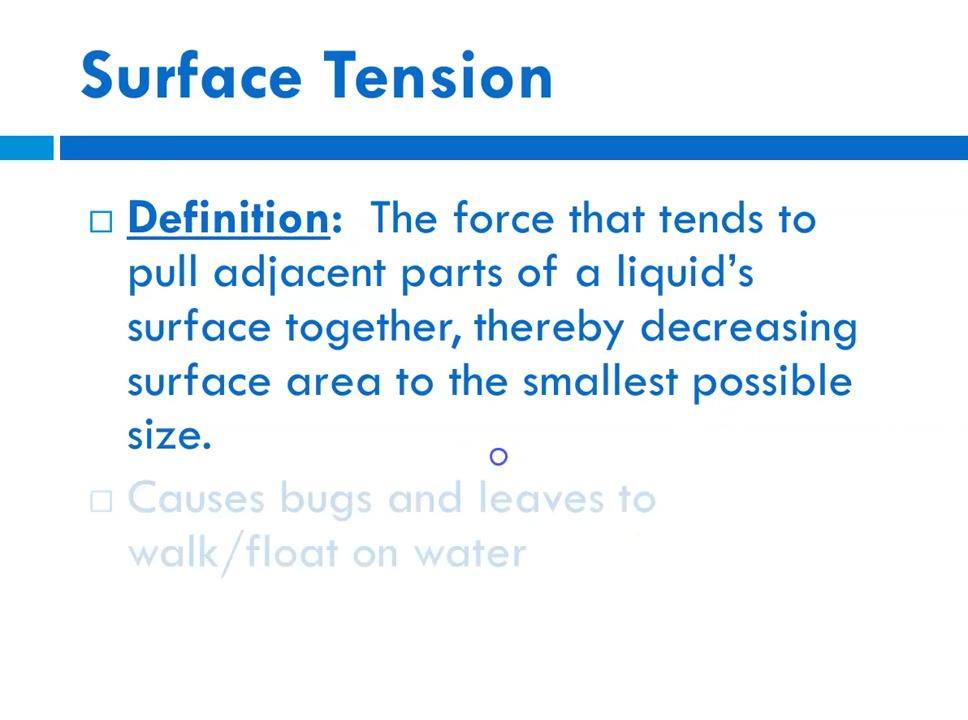 Surface Tension
Definition: The force that tends to
pull adjacent parts of a liquid’s
surface together, thereby decreasing
surface area to the smallest possible
size.
Causes bugs and leaves to
walk/float on water